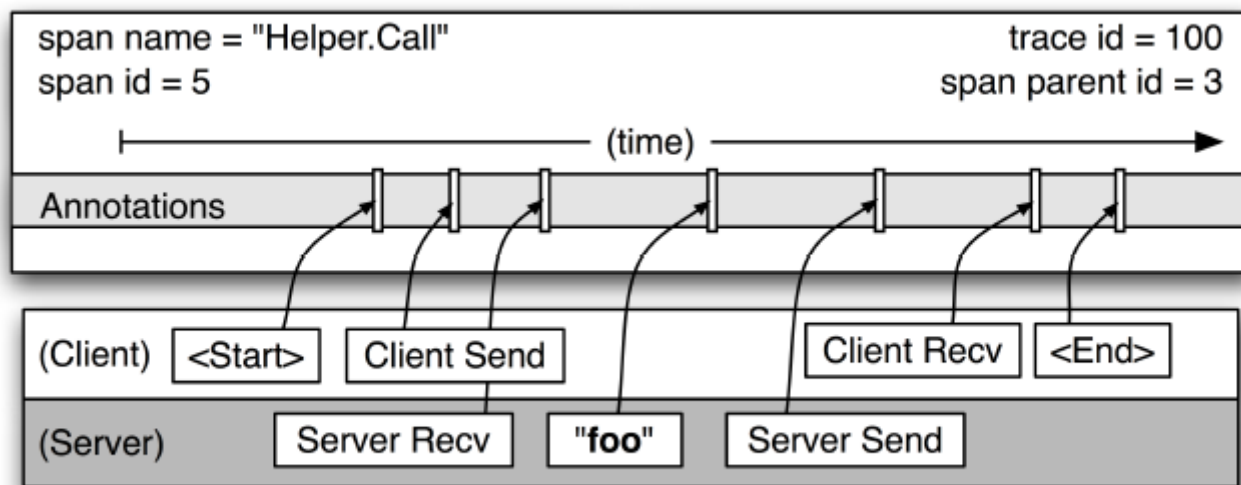 span name = "Helper.Call"
trace id = 100
span id = 5
span parent id = 3
(time)
Annotations
(Client)
<Start>
Client Send
Client Recv
<End>
(Server)
Server Recv
"foo"
Server Send